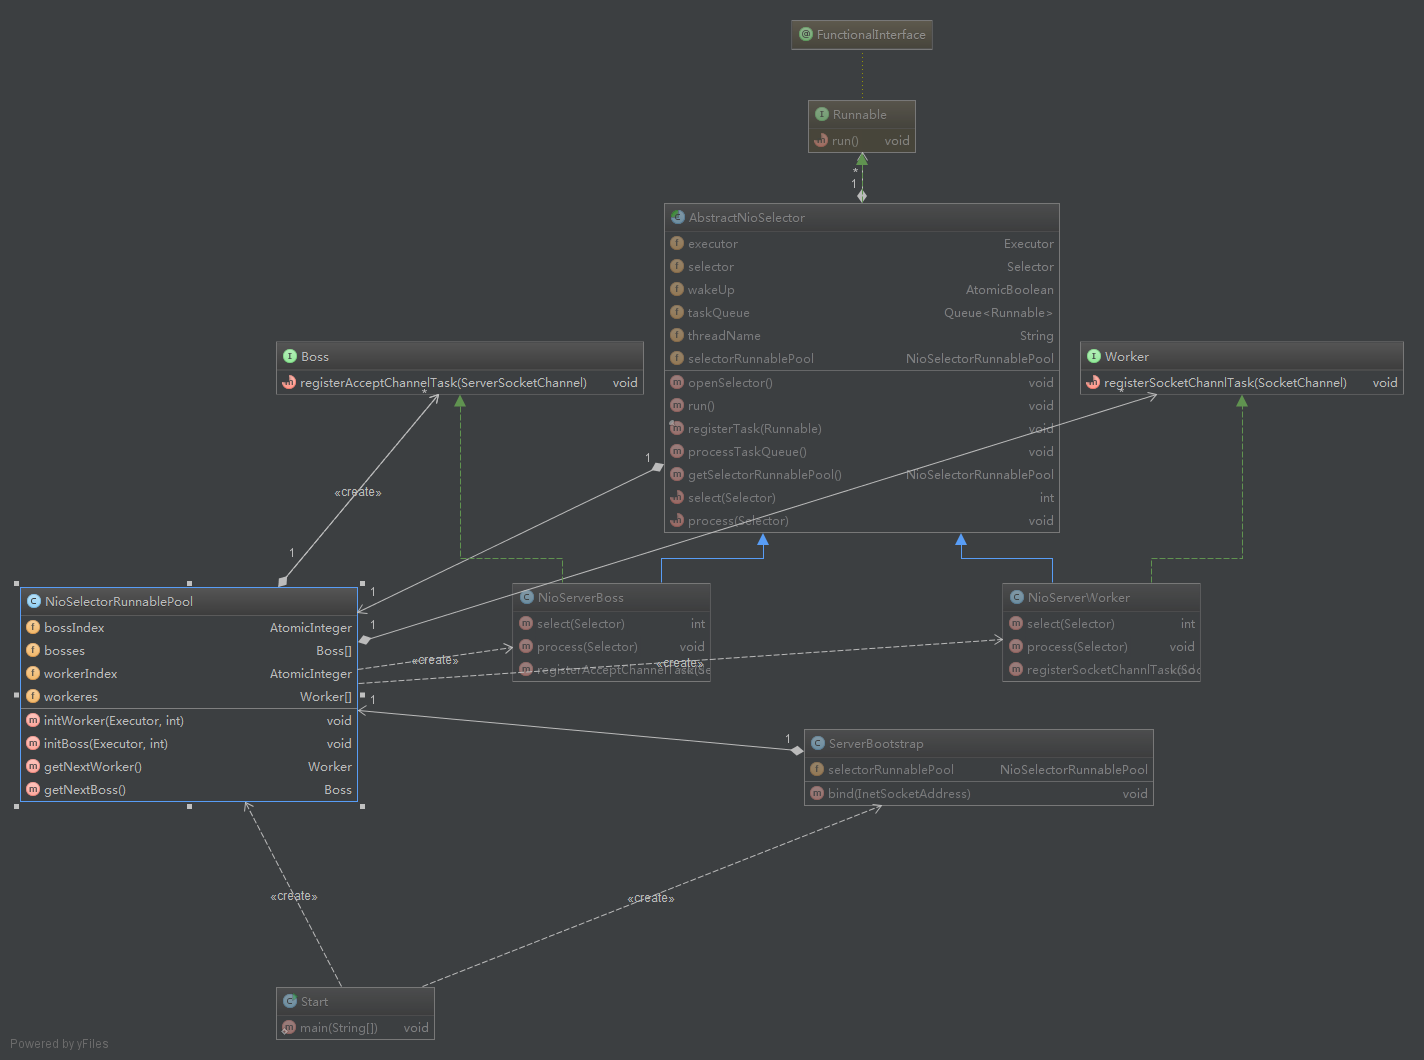 FunctionalInterface
Runnable
run() void
*
1
AbstractNioSelector
executor Executor
selector Selector
wakeUp AtomicBoolean
taskQueue Queue<Runnable>
threadName String
selectorRunnablePool NioSelectorRunnablePool
openSelector() void
run() void
registerTask(Runnable) void
processTaskQueue() void
getSelectorRunnablePool() NioSelectorRunnablePool
select(Selector) int
process(Selector) void
Boss
registerAcceptChannelTask(ServerSocketChannel) void
*
Worker
registerSocketChannlTask(SocketChannel) void
*
1
«create»
1
1
1
NioSelectorRunnablePool
bossIndex AtomicInteger
bosses Boss[]
workerIndex AtomicInteger
workeres Worker[]
initWorker(Executor, int) void
initBoss(Executor, int) void
getNextWorker() Worker
getNextBoss() Boss
NioServerBoss
select(Selector) int
process(Selector) void
registerAcceptChannelTask(Se
«create»
«create»
NioServerWorker
select(Selector) int
process(Selector) void
registerSocketChannlTask(Soc
1
1
ServerBootstrap
selectorRunnablePool NioSelectorRunnablePool
bind(InetSocketAddress) void
«create»
«create»
Start
main(String[]) void
Powered by yFiles